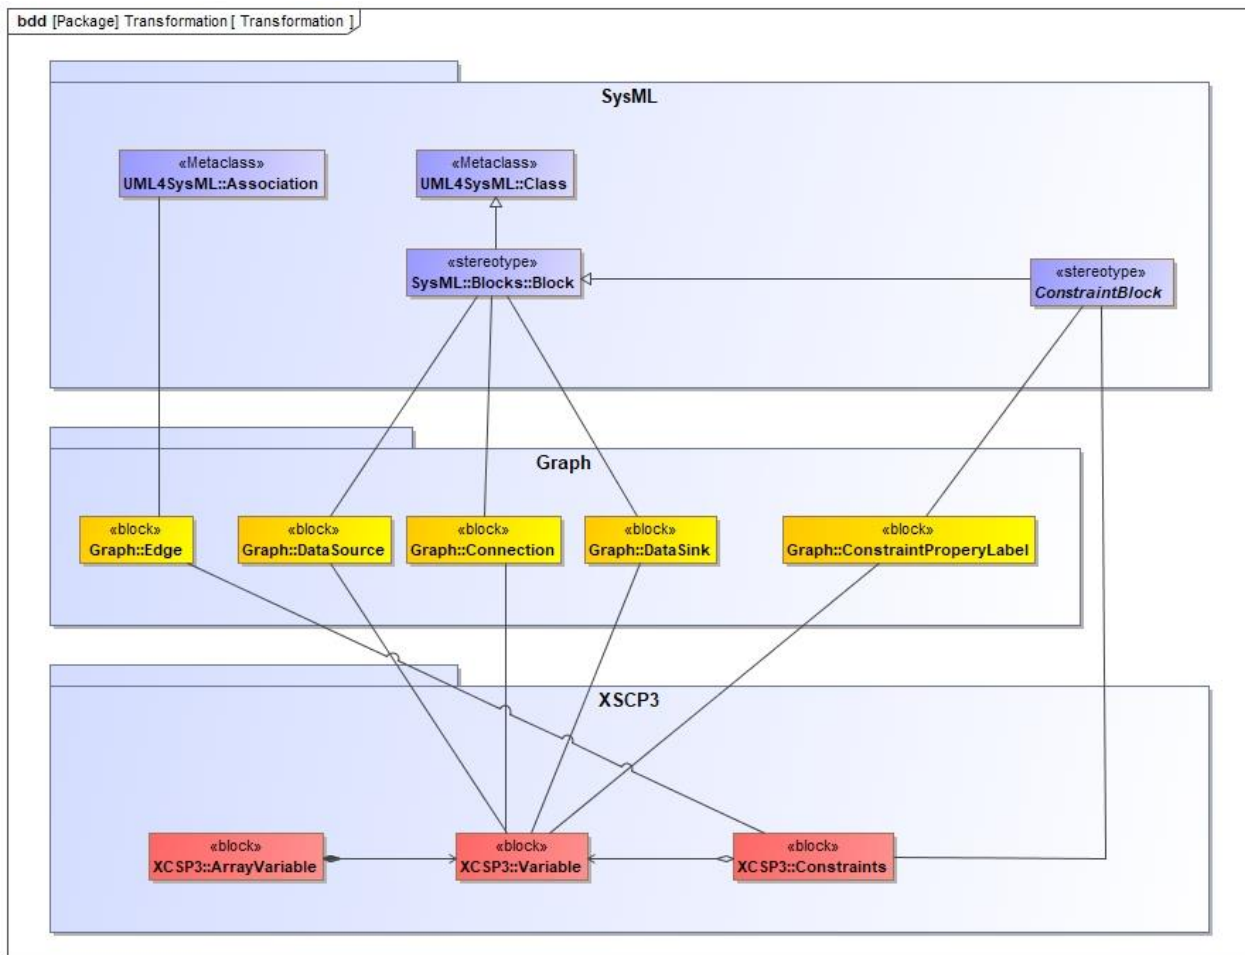 bdd [Package] Transformation [ Transformation ]
SysML
«Metaclass»
UML4SysML::Association
«Metaclass»
UML4SysML::Class
«stereotype»
SysML::Blocks::Block
«stereotype»
ConstraintBlock
Graph
«block»
Graph::Edge
«block»
Graph::DataSource
«block»
Graph::Connection
«block»
Graph::DataSink
«block»
Graph::ConstraintProperyLabel
XSCP3
«block»
XCSP3::ArrayVariable
«block»
XCSP3::Variable
«block»
XCSP3::Constraints